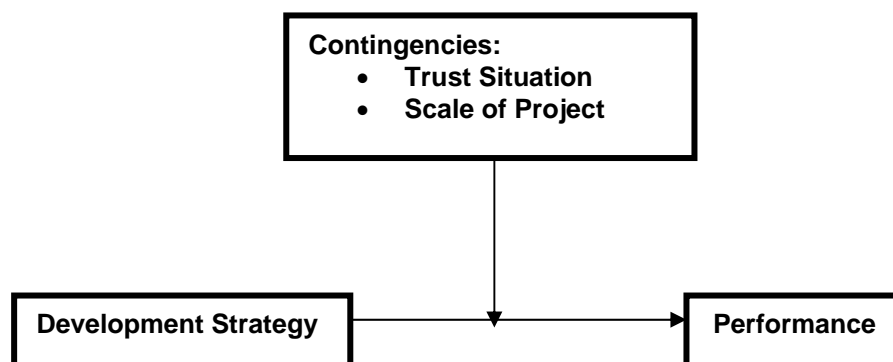 Contingencies:
• Trust Situation
• Scale of Project
Development Strategy
Performance